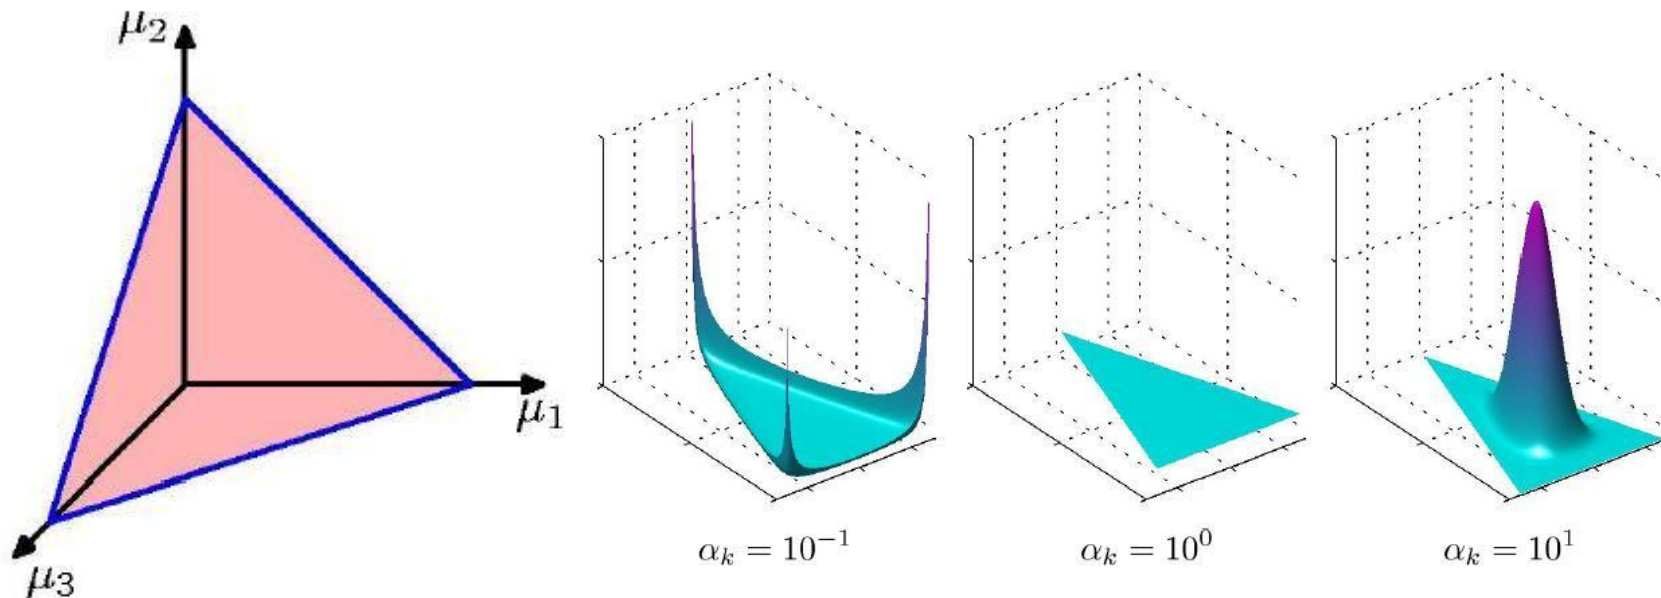 μ₂
μ₁
μ₃
αₖ = 10⁻¹
αₖ = 10⁰
αₖ = 10¹